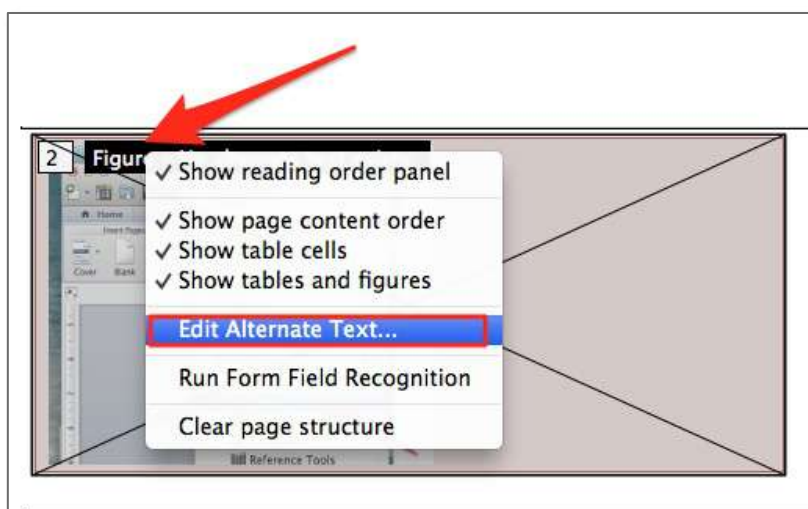 2
Figure
✓ Show reading order panel
✓ Show page content order
✓ Show table cells
✓ Show tables and figures
Edit Alternate Text...
Run Form Field Recognition
Clear page structure
Home
Cover Blank
Reference Tools